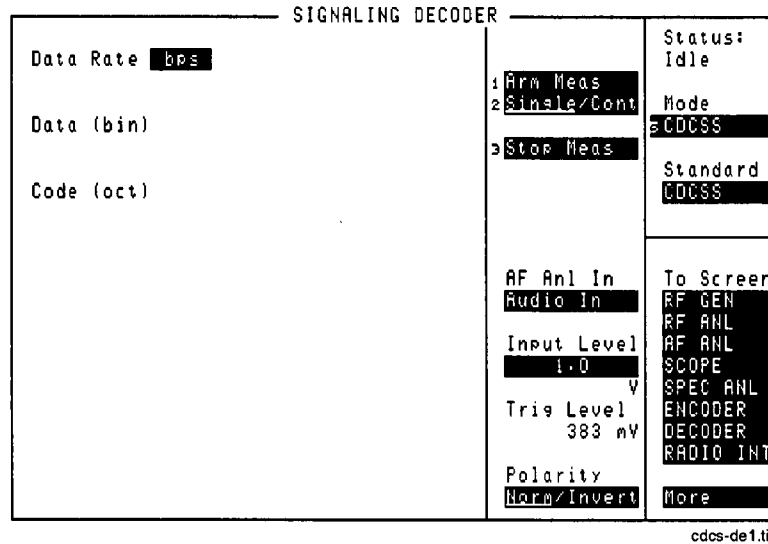 SIGNALING DECODER
Data Rate bps
Data (bin)
Code (oct)
1 Arm Meas
2 Single/Cont
3 Stop Meas
AF Anl In
Audio In
Input Level
1.0
V
Trig Level
383 mV
Polarity
Norm/Invert
Status:
Idle
Mode
CDCSS
Standard
CDCSS
To Screen
RF GEN
RF ANL
AF ANL
SCOPE
SPEC ANL
ENCODER
DECODER
RADIO INT
More
cdcs-de1.ti